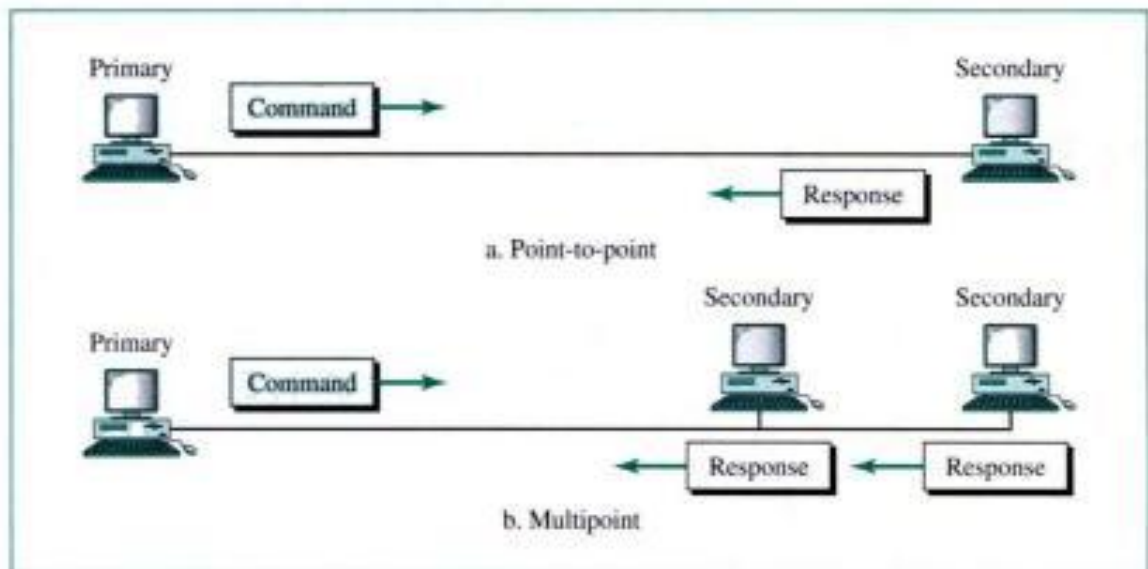 Primary
Secondary
Command
Response
a. Point-to-point
Secondary
Secondary
Primary
Command
Response
Response
b. Multipoint